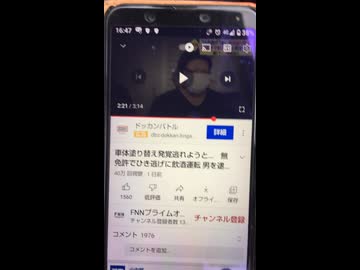 16:47
36%
2:21 / 3:14
ドッカンバトル
広告 dbz-dokkan.bngames
詳細
車体塗り替え発覚逃れようと… 無
免許でひき逃げに飲酒運転 男を逮…
40万 回視聴・1 日前
1560 低評価 共有 オフライ… 保存
FNN FNNプライムオ… チャンネル登録
チャンネル登録者数 13…
コメント 1976
コメントを追加...